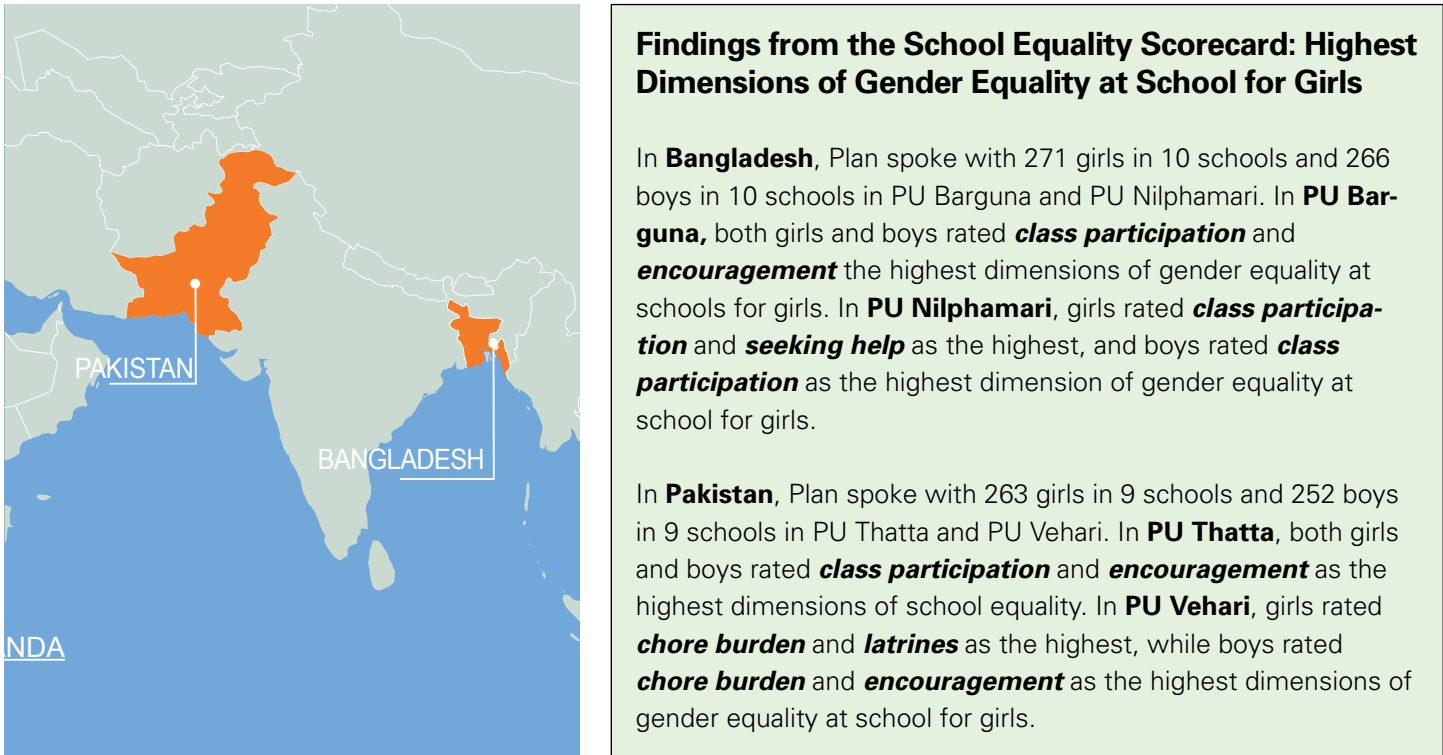 PAKISTAN
BANGLADESH
NDA
Findings from the School Equality Scorecard: Highest
Dimensions of Gender Equality at School for Girls
In Bangladesh, Plan spoke with 271 girls in 10 schools and 266
boys in 10 schools in PU Barguna and PU Nilphamari. In PU Bar-
guna, both girls and boys rated class participation and
encouragement the highest dimensions of gender equality at
schools for girls. In PU Nilphamari, girls rated class participa-
tion and seeking help as the highest, and boys rated class
participation as the highest dimension of gender equality at
school for girls.
In Pakistan, Plan spoke with 263 girls in 9 schools and 252 boys
in 9 schools in PU Thatta and PU Vehari. In PU Thatta, both girls
and boys rated class participation and encouragement as the
highest dimensions of school equality. In PU Vehari, girls rated
chore burden and latrines as the highest, while boys rated
chore burden and encouragement as the highest dimensions of
gender equality at school for girls.